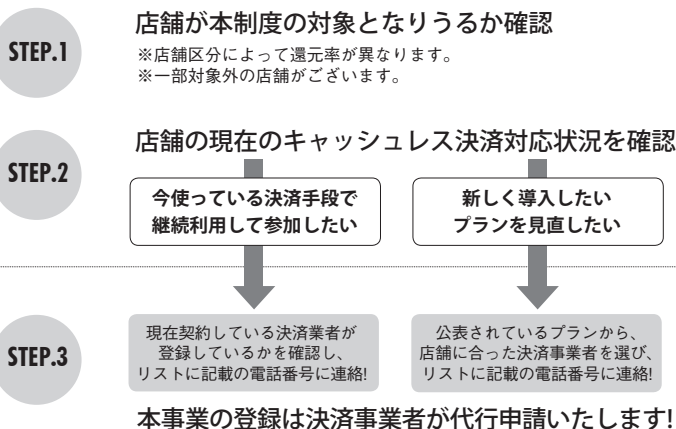 STEP.1
店舗が本制度の対象となりうるか確認
※店舗区分によって還元率が異なります。
※一部対象外の店舗がございます。
STEP.2
店舗の現在のキャッシュレス決済対応状況を確認
今使っている決済手段で
継続利用して参加したい
新しく導入したい
プランを見直したい
STEP.3
現在契約している決済業者が
登録しているかを確認し、
リストに記載の電話番号に連絡!
公表されているプランから、
店舗に合った決済事業者を選び、
リストに記載の電話番号に連絡!
本事業の登録は決済事業者が代行申請いたします!